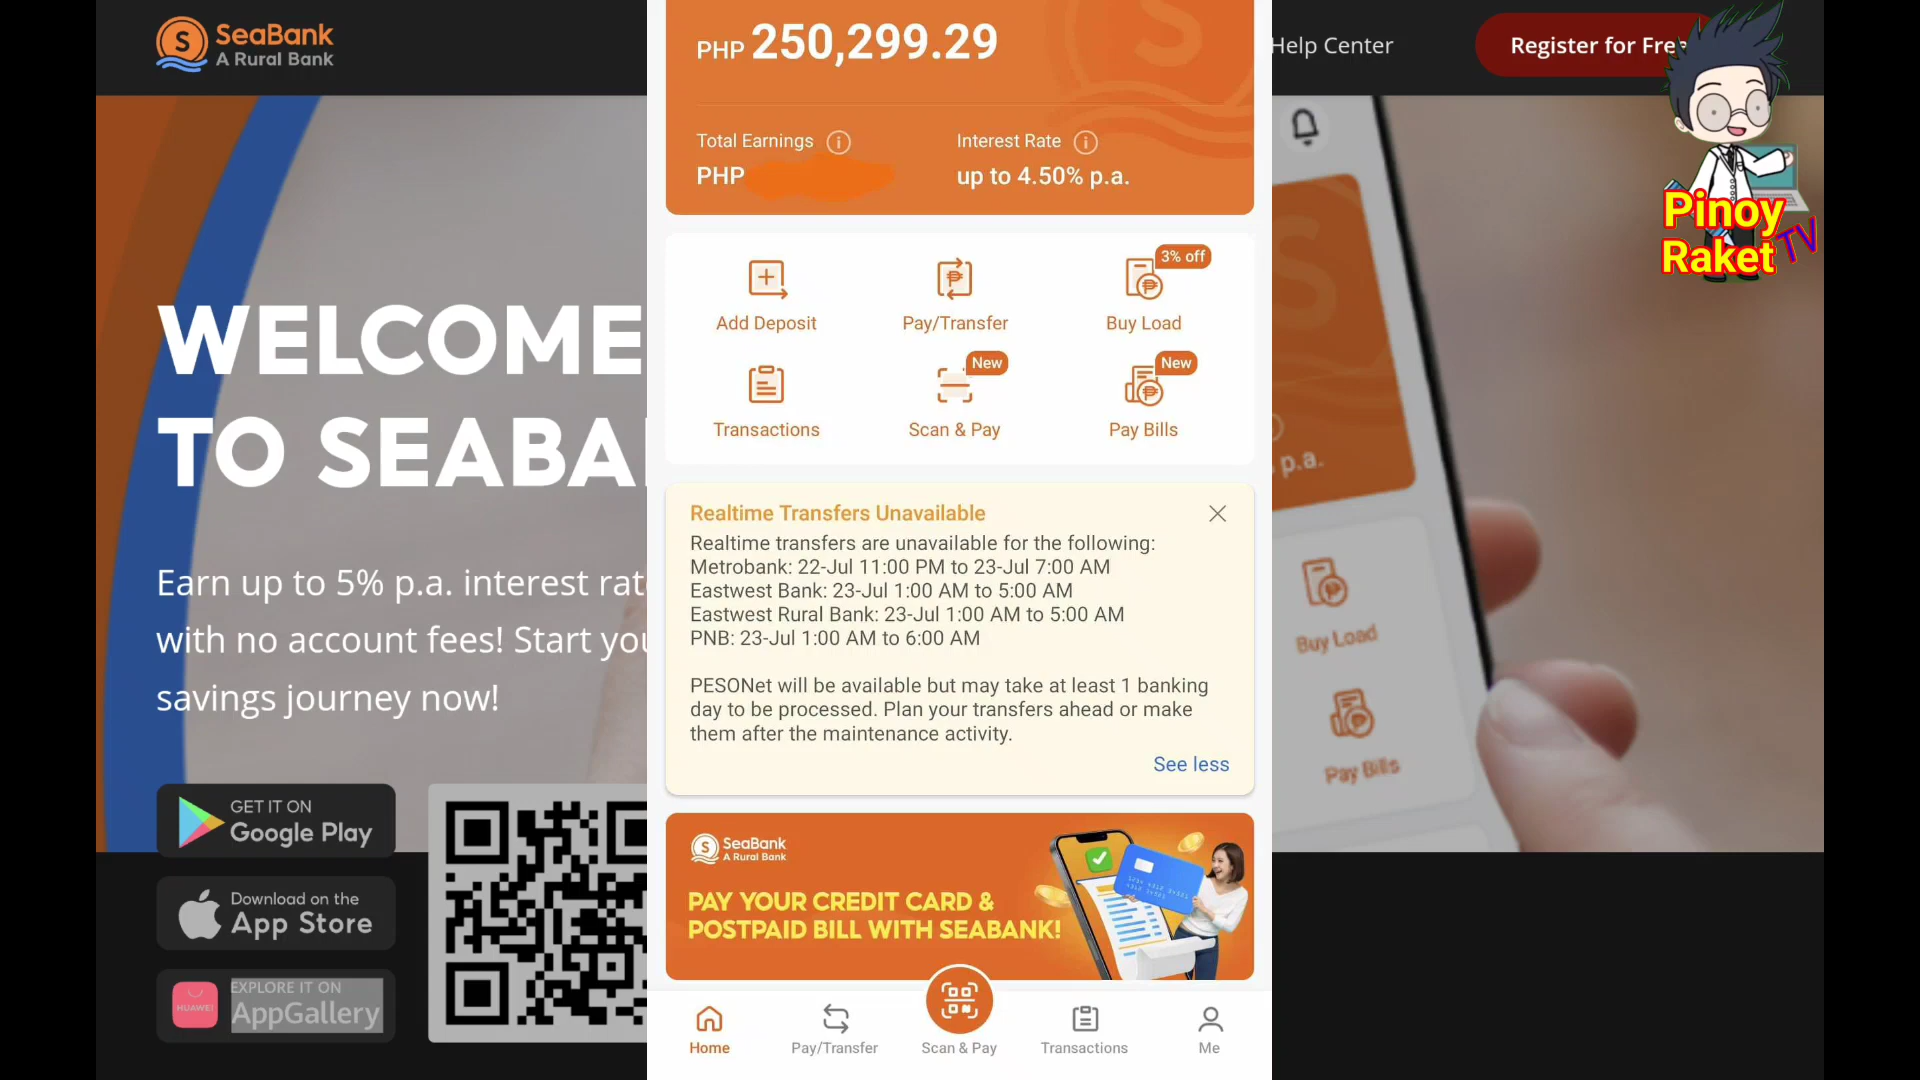 SeaBank
A Rural Bank
Help Center
Register for Free
WELCOME
TO SEABA
Earn up to 5% p.a. interest rat
with no account fees! Start you
savings journey now!
GET IT ON
Google Play
Download on the
App Store
HUAWEI
EXPLORE IT ON
AppGallery
PHP 250,299.29
Total Earnings
Interest Rate
PHP
up to 4.50% p.a.
3% off
Add Deposit
Pay/Transfer
Buy Load
New
New
Transactions
Scan & Pay
Pay Bills
Realtime Transfers Unavailable
Realtime transfers are unavailable for the following:
Metrobank: 22-Jul 11:00 PM to 23-Jul 7:00 AM
Eastwest Bank: 23-Jul 1:00 AM to 5:00 AM
Eastwest Rural Bank: 23-Jul 1:00 AM to 5:00 AM
PNB: 23-Jul 1:00 AM to 6:00 AM
PESONet will be available but may take at least 1 banking
day to be processed. Plan your transfers ahead or make
them after the maintenance activity.
See less
SeaBank
A Rural Bank
PAY YOUR CREDIT CARD &
POSTPAID BILL WITH SEABANK!
Home
Pay/Transfer
Scan & Pay
Transactions
Me
p.a.
Buy Load
Pay Bills
Pinoy
Raket TV